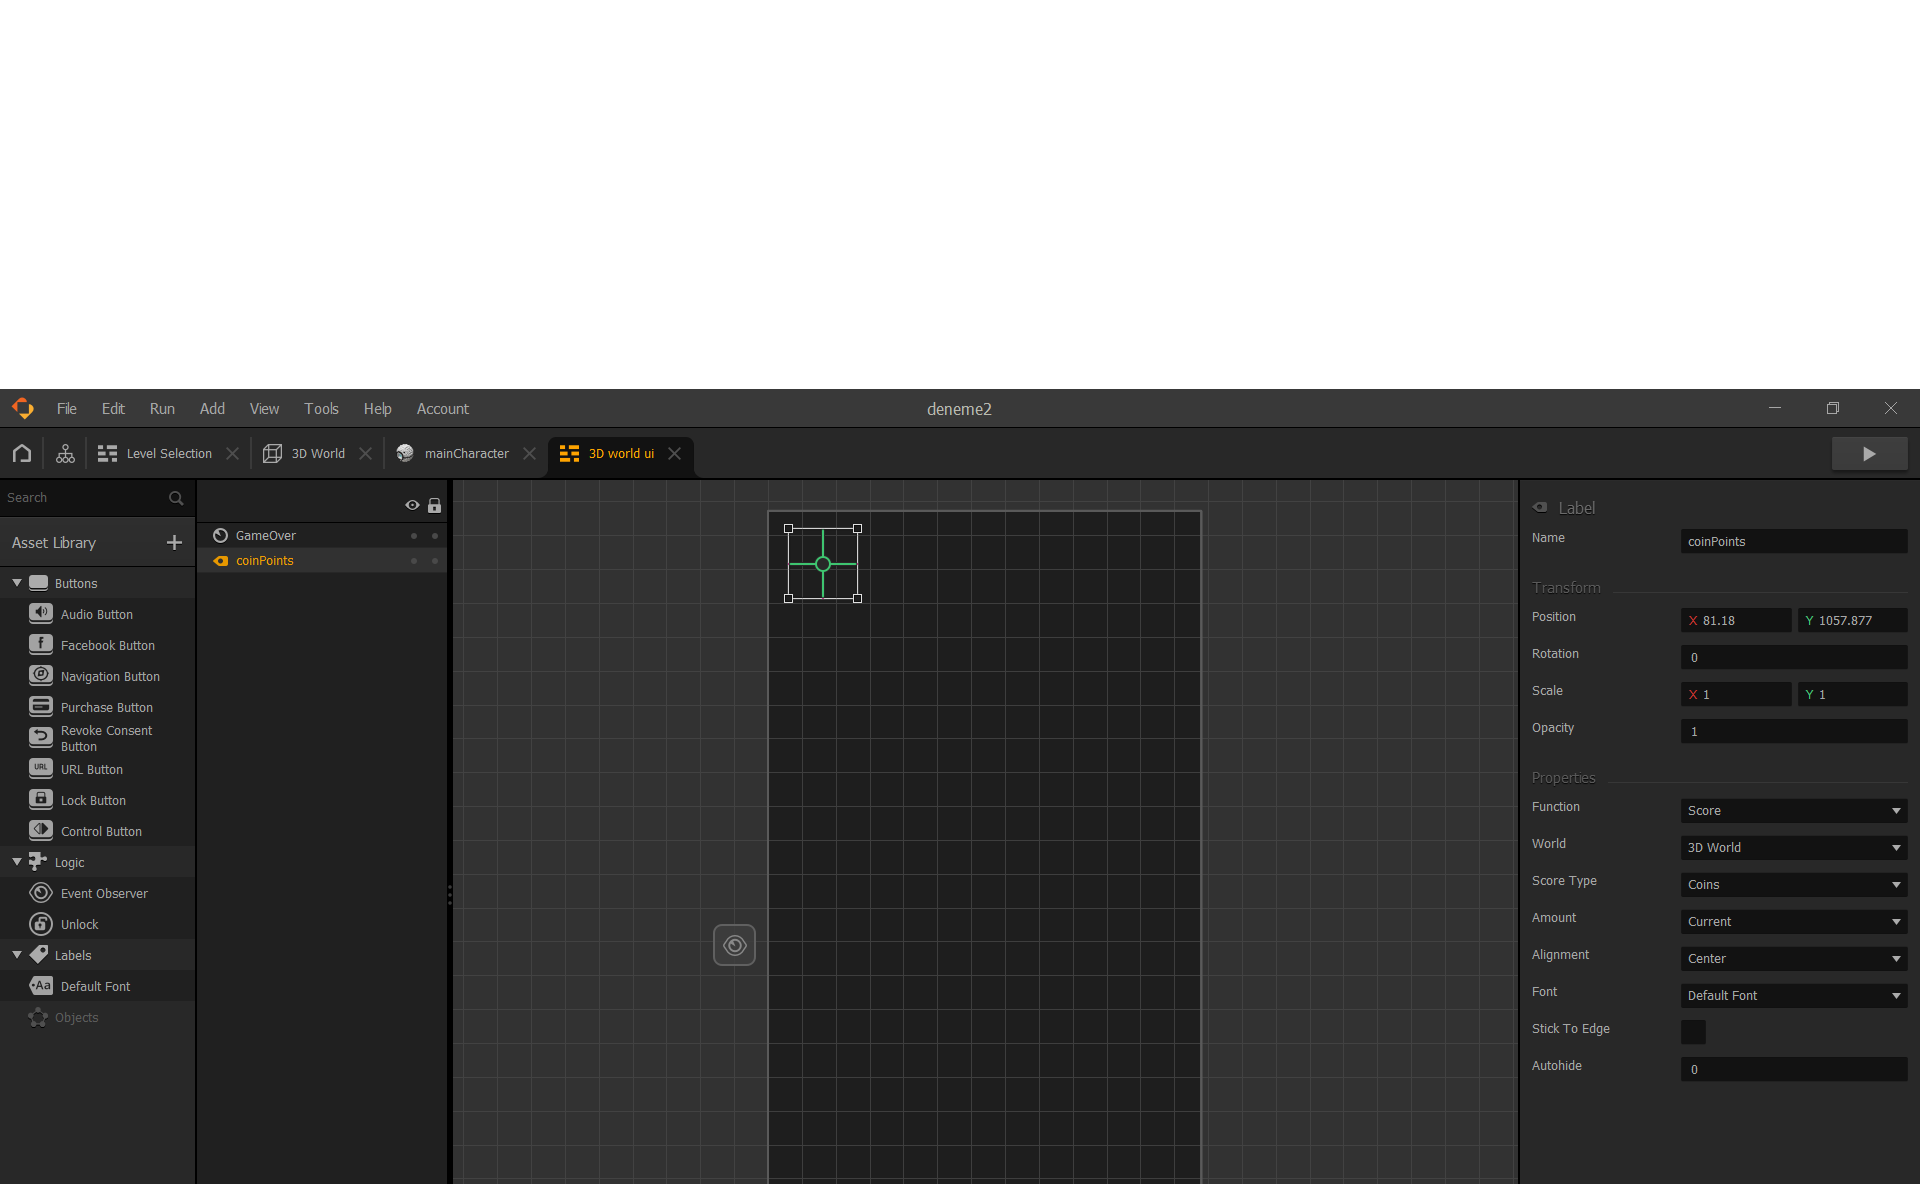 File Edit Run Add View Tools Help Account deneme2
Level Selection 3D World mainCharacter 3D world ui
Search
Asset Library
Buttons
Audio Button
Facebook Button
Navigation Button
Purchase Button
Revoke Consent
Button
URL
URL Button
Lock Button
Control Button
Logic
Event Observer
Unlock
Labels
Aa Default Font
Objects
GameOver
coinPoints
Label
Name coinPoints
Transform
Position X 81.18 Y 1057.877
Rotation 0
Scale X 1 Y 1
Opacity 1
Properties
Function Score
World 3D World
Score Type Coins
Amount Current
Alignment Center
Font Default Font
Stick To Edge
Autohide 0